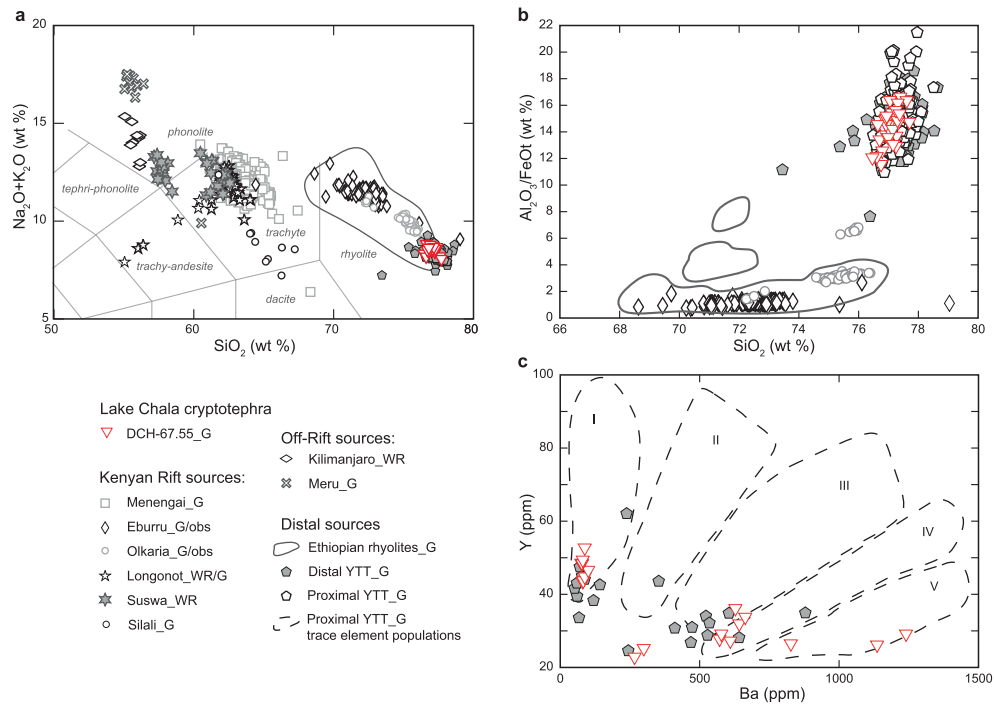 a
20
15
10
5
Na2O+K2O (wt %)
phonolite
tephri-phonolite
trachy-andesite
trachyte
rhyolite
dacite
50 60 70 80
SiO2 (wt %)
b
22
20
18
16
14
12
10
8
6
4
2
0
Al2O3/FeOt (wt %)
66 68 70 72 74 76 78 80
SiO2 (wt %)
c
100
80
60
40
20
Y (ppm)
I
II
III
IV
V
0 500 1000 1500
Ba (ppm)
Lake Chala cryptotephra
DCH-67.55_G
Kenyan Rift sources:
Menengai_G
Eburru_G/obs
Olkaria_G/obs
Longonot_WR/G
Suswa_WR
Silali_G
Off-Rift sources:
Kilimanjaro_WR
Meru_G
Distal sources
Ethiopian rhyolites_G
Distal YTT_G
Proximal YTT_G
Proximal YTT_G
trace element populations